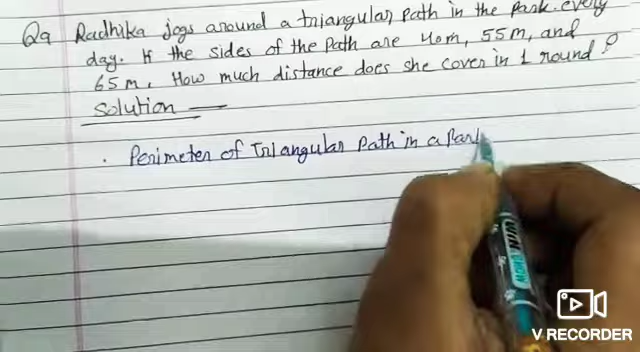 Q9 Radhika jogs around a triangular Path in the Park every
day. If the sides of the Path are 40m, 55m, and
65m. How much distance does she cover in 1 round?
Solution —
Perimeter of Triangular Path in a Park
WIN
V RECORDER